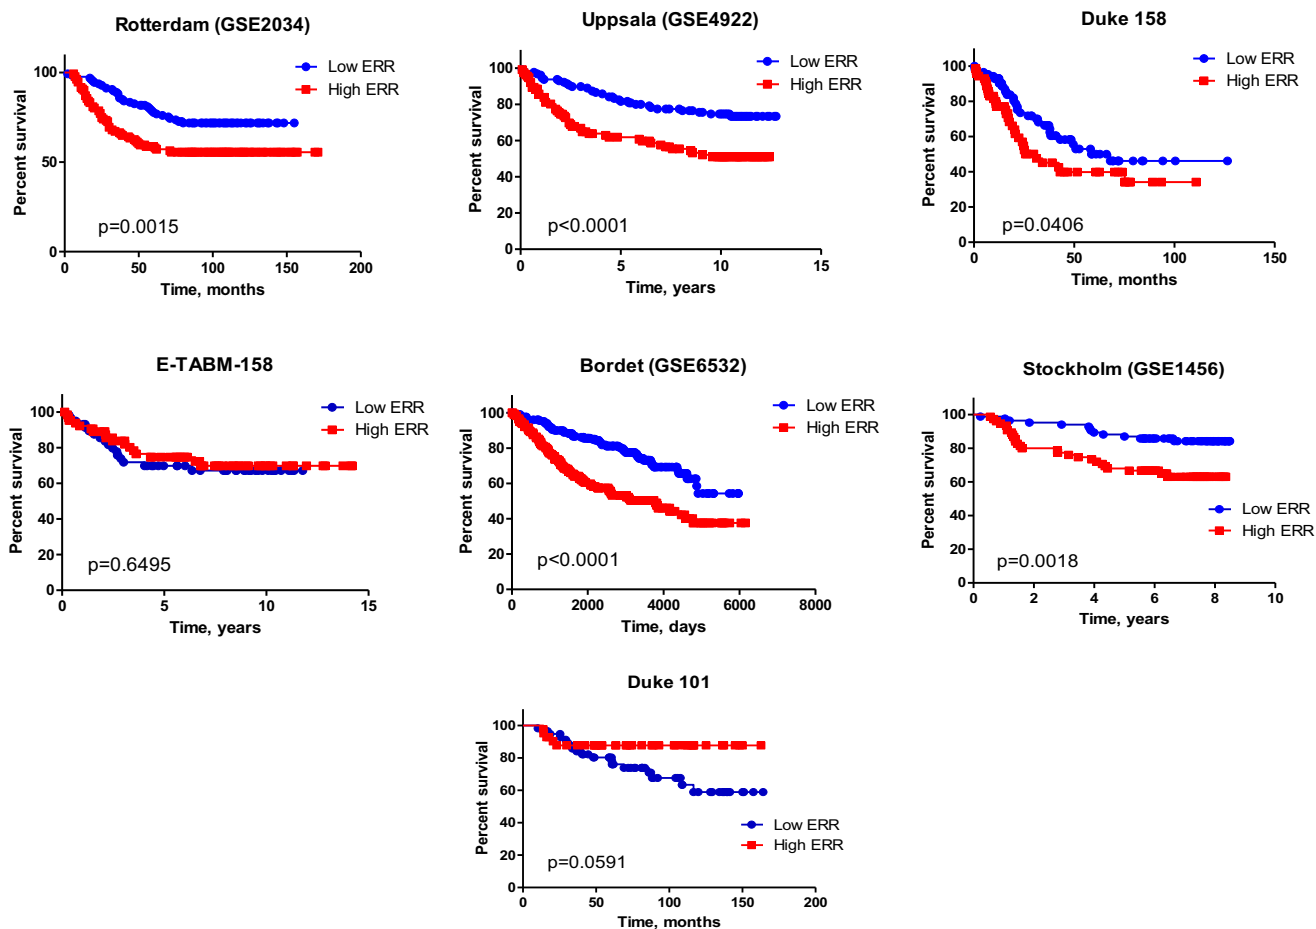 Rotterdam (GSE2034)
Percent survival
100
50
0
Low ERR
High ERR
p=0.0015
0 50 100 150 200
Time, months
Uppsala (GSE4922)
Percent survival
100
80
60
40
20
0
Low ERR
High ERR
p<0.0001
0 5 10 15
Time, years
Duke 158
Percent survival
100
80
60
40
20
0
Low ERR
High ERR
p=0.0406
0 50 100 150
Time, months
E-TABM-158
Percent survival
100
80
60
40
20
0
Low ERR
High ERR
p=0.6495
0 5 10 15
Time, years
Bordet (GSE6532)
Percent survival
100
80
60
40
20
0
Low ERR
High ERR
p<0.0001
0 2000 4000 6000 8000
Time, days
Stockholm (GSE1456)
Percent survival
100
80
60
40
20
0
Low ERR
High ERR
p=0.0018
0 2 4 6 8 10
Time, years
Duke 101
Percent survival
100
80
60
40
20
0
Low ERR
High ERR
p=0.0591
0 50 100 150 200
Time, months